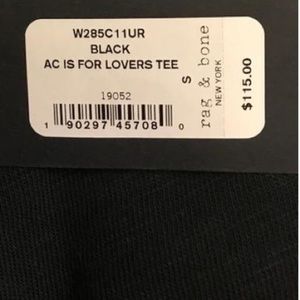 W285C11UR
BLACK
AC IS FOR LOVERS TEE
S
19052
1 90297 45708 0
rag & bone
NEW YORK
$115.00